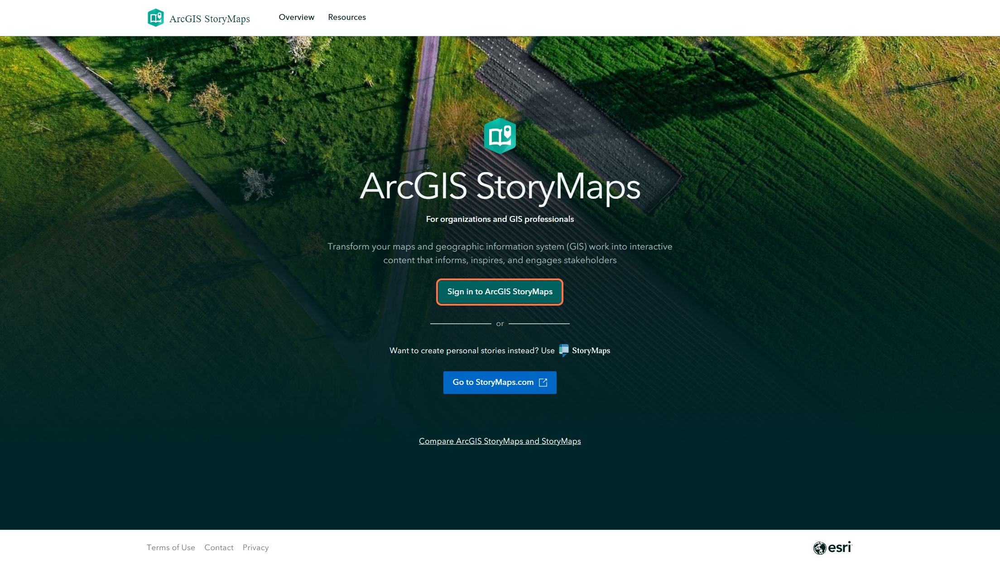 ArcGIS StoryMaps
Overview
Resources
ArcGIS StoryMaps
For organizations and GIS professionals
Transform your maps and geographic information system (GIS) work into interactive
content that informs, inspires, and engages stakeholders
Sign in to ArcGIS StoryMaps
or
Want to create personal stories instead? Use StoryMaps
Go to StoryMaps.com
Compare ArcGIS StoryMaps and StoryMaps
Terms of Use
Contact
Privacy
esri